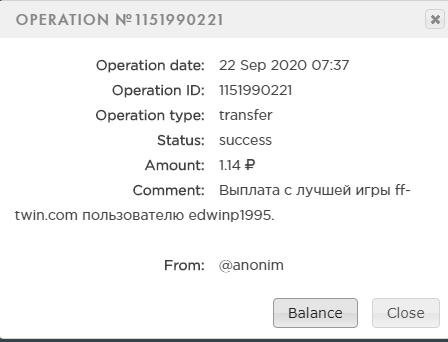 OPERATION №1151990221
Operation date: 22 Sep 2020 07:37
Operation ID: 1151990221
Operation type: transfer
Status: success
Amount: 1.14 ₽
Comment: Выплата с лучшей игры ff-
twin.com пользователю edwinp1995.
From: @anonim
Balance Close